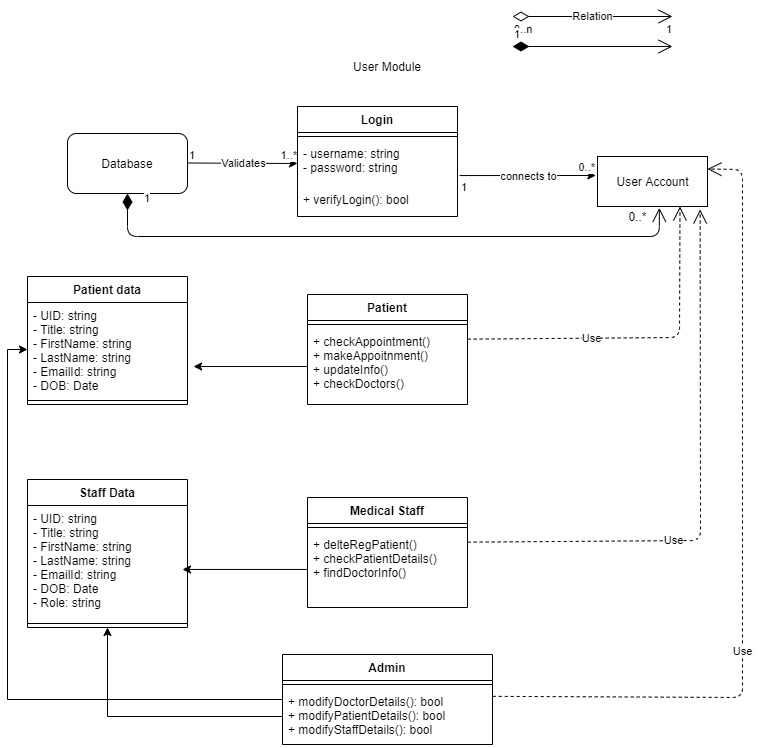 Relation
0..n
1
1
User Module
Login
- username: string
- password: string
+ verifyLogin(): bool
Database
1
Validates
1..*
1
connects to
0..*
User Account
1
0..*
Patient data
- UID: string
- Title: string
- FirstName: string
- LastName: string
- EmailId: string
- DOB: Date
Patient
+ checkAppointment()
+ makeAppoitnment()
+ updateInfo()
+ checkDoctors()
Use
Staff Data
- UID: string
- Title: string
- FirstName: string
- LastName: string
- EmailId: string
- DOB: Date
- Role: string
Medical Staff
+ delteRegPatient()
+ checkPatientDetails()
+ findDoctorInfo()
Use
Use
Admin
+ modifyDoctorDetails(): bool
+ modifyPatientDetails(): bool
+ modifyStaffDetails(): bool